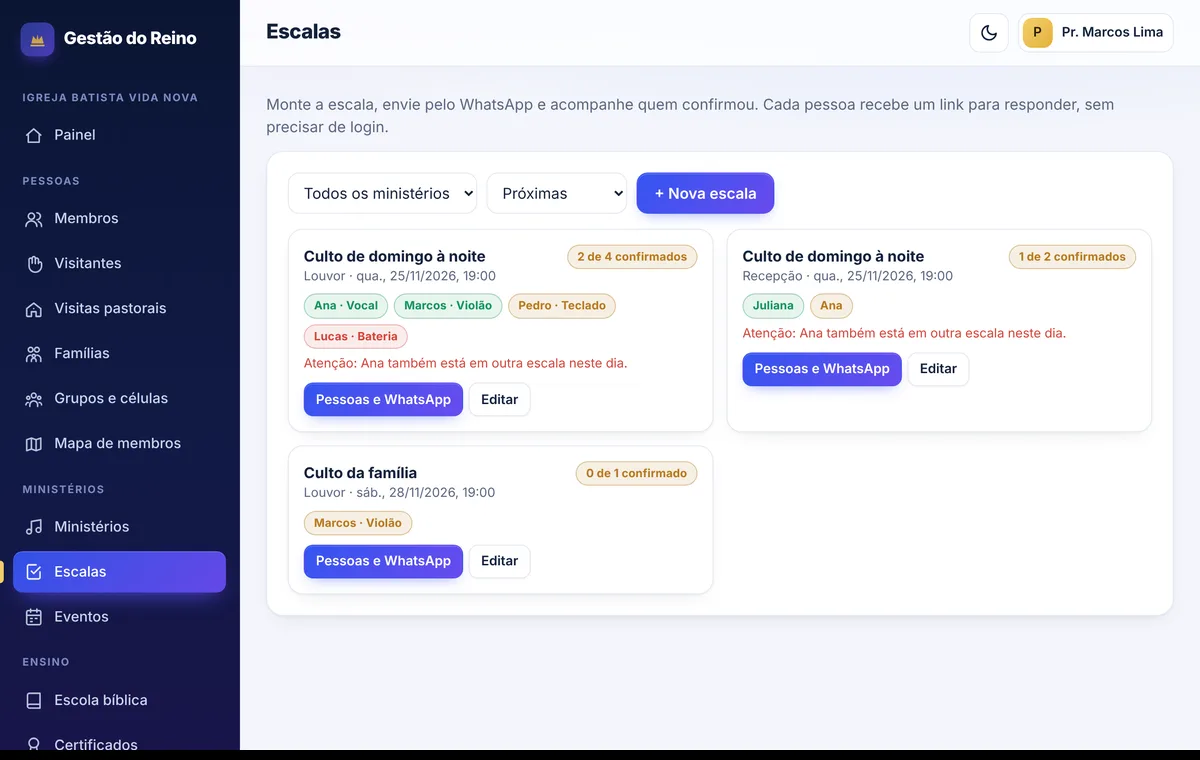 Gestão do Reino
IGREJA BATISTA VIDA NOVA
Painel
PESSOAS
Membros
Visitantes
Visitas pastorais
Famílias
Grupos e células
Mapa de membros
MINISTÉRIOS
Ministérios
Escalas
Eventos
ENSINO
Escola bíblica
Certificados
Escalas
P
Pr. Marcos Lima
Monte a escala, envie pelo WhatsApp e acompanhe quem confirmou. Cada pessoa recebe um link para responder, sem
precisar de login.
Todos os ministérios
Próximas
+ Nova escala
Culto de domingo à noite
2 de 4 confirmados
Louvor · qua., 25/11/2026, 19:00
Ana · Vocal
Marcos · Violão
Pedro · Teclado
Lucas · Bateria
Atenção: Ana também está em outra escala neste dia.
Pessoas e WhatsApp
Editar
Culto de domingo à noite
1 de 2 confirmados
Recepção · qua., 25/11/2026, 19:00
Juliana
Ana
Atenção: Ana também está em outra escala neste dia.
Pessoas e WhatsApp
Editar
Culto da família
0 de 1 confirmado
Louvor · sáb., 28/11/2026, 19:00
Marcos · Violão
Pessoas e WhatsApp
Editar